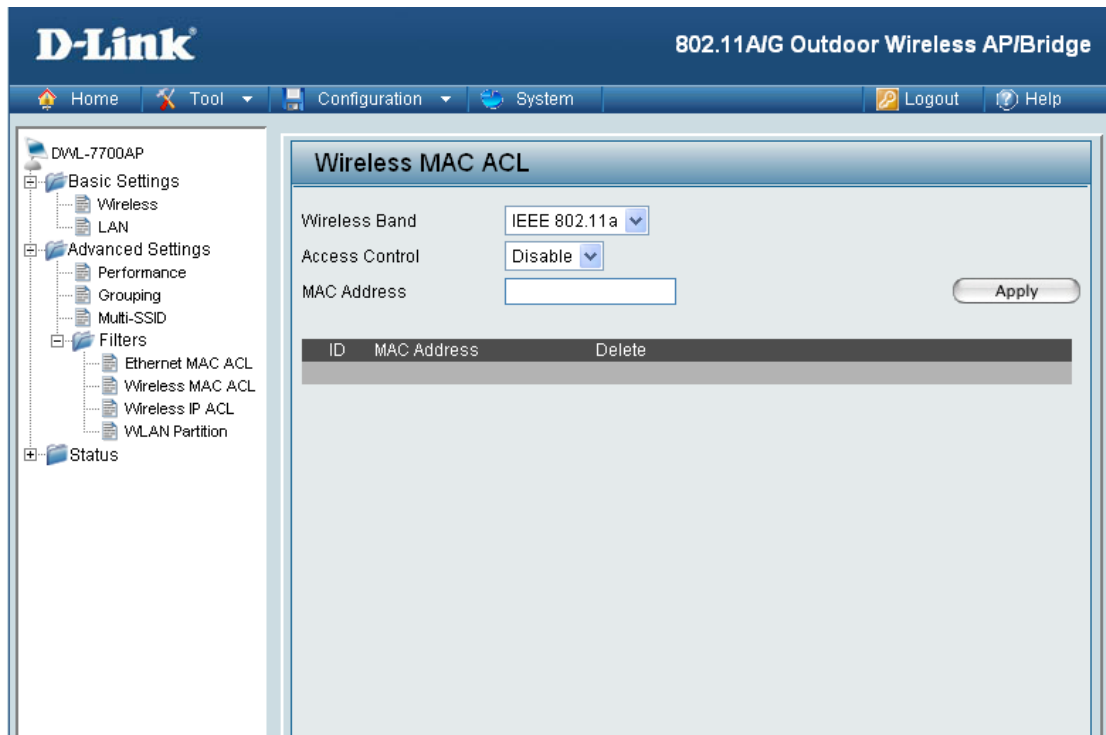 D-Link
802.11A/G Outdoor Wireless AP/Bridge
Home Tool Configuration System Logout Help
DWL-7700AP
Basic Settings
Wireless
LAN
Advanced Settings
Performance
Grouping
Multi-SSID
Filters
Ethernet MAC ACL
Wireless MAC ACL
Wireless IP ACL
WLAN Partition
Status
Wireless MAC ACL
Wireless Band IEEE 802.11a
Access Control Disable
MAC Address Apply
ID MAC Address Delete